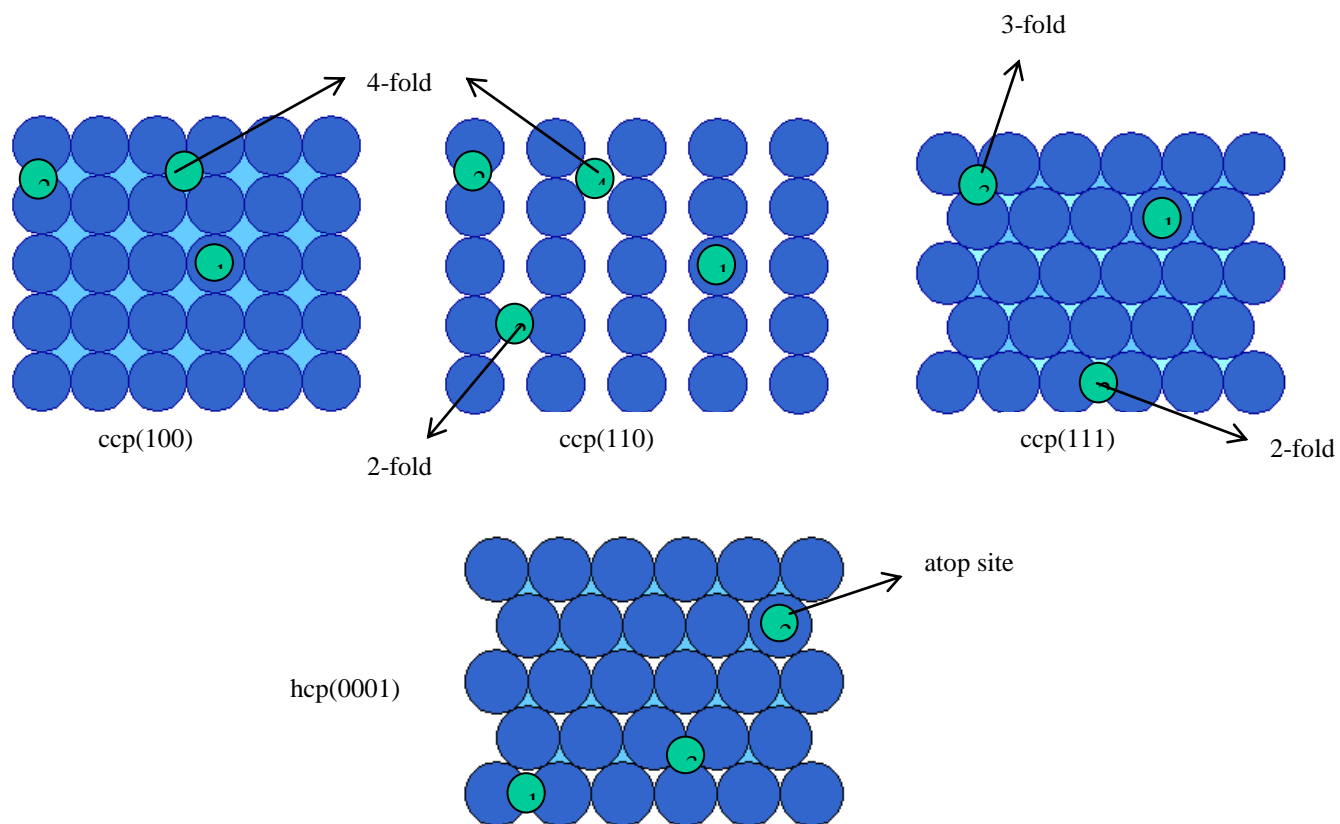 3-fold
4-fold
ccp(100)
ccp(110)
ccp(111)
2-fold
2-fold
atop site
hcp(0001)